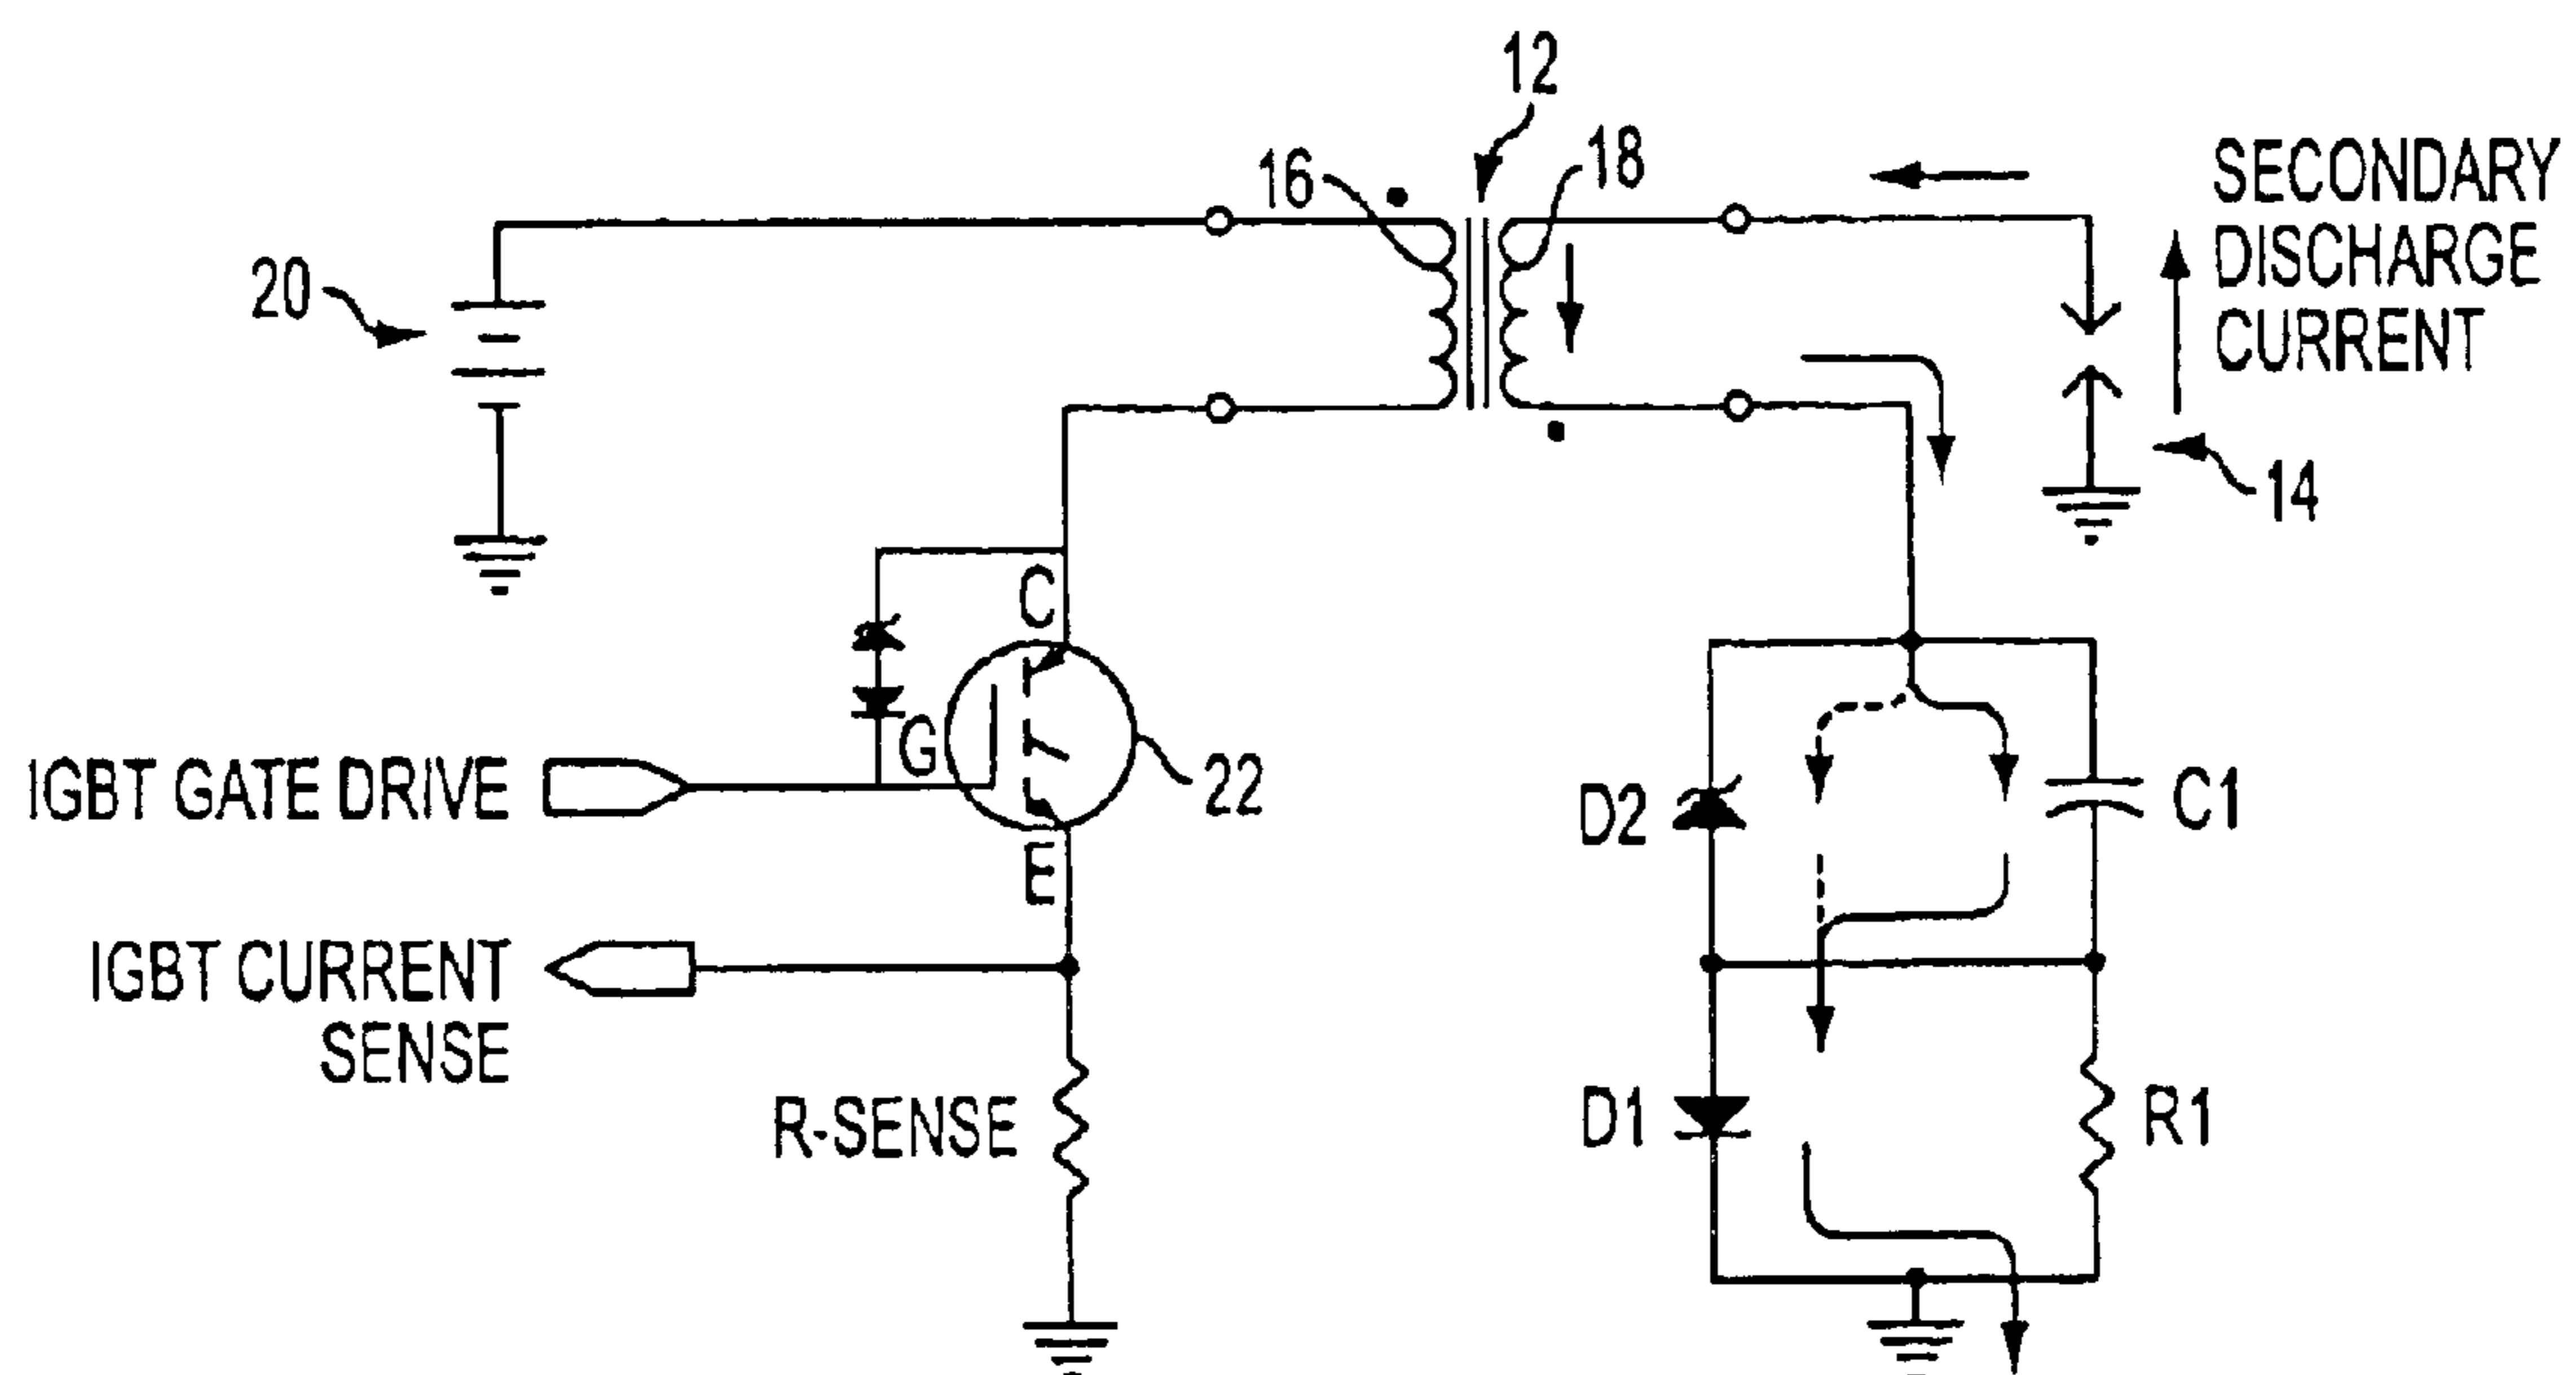 12
16
18
SECONDARY
DISCHARGE
CURRENT
20
14
C
G
22
IGBT GATE DRIVE
E
D2
C1
IGBT CURRENT
SENSE
R-SENSE
D1
R1